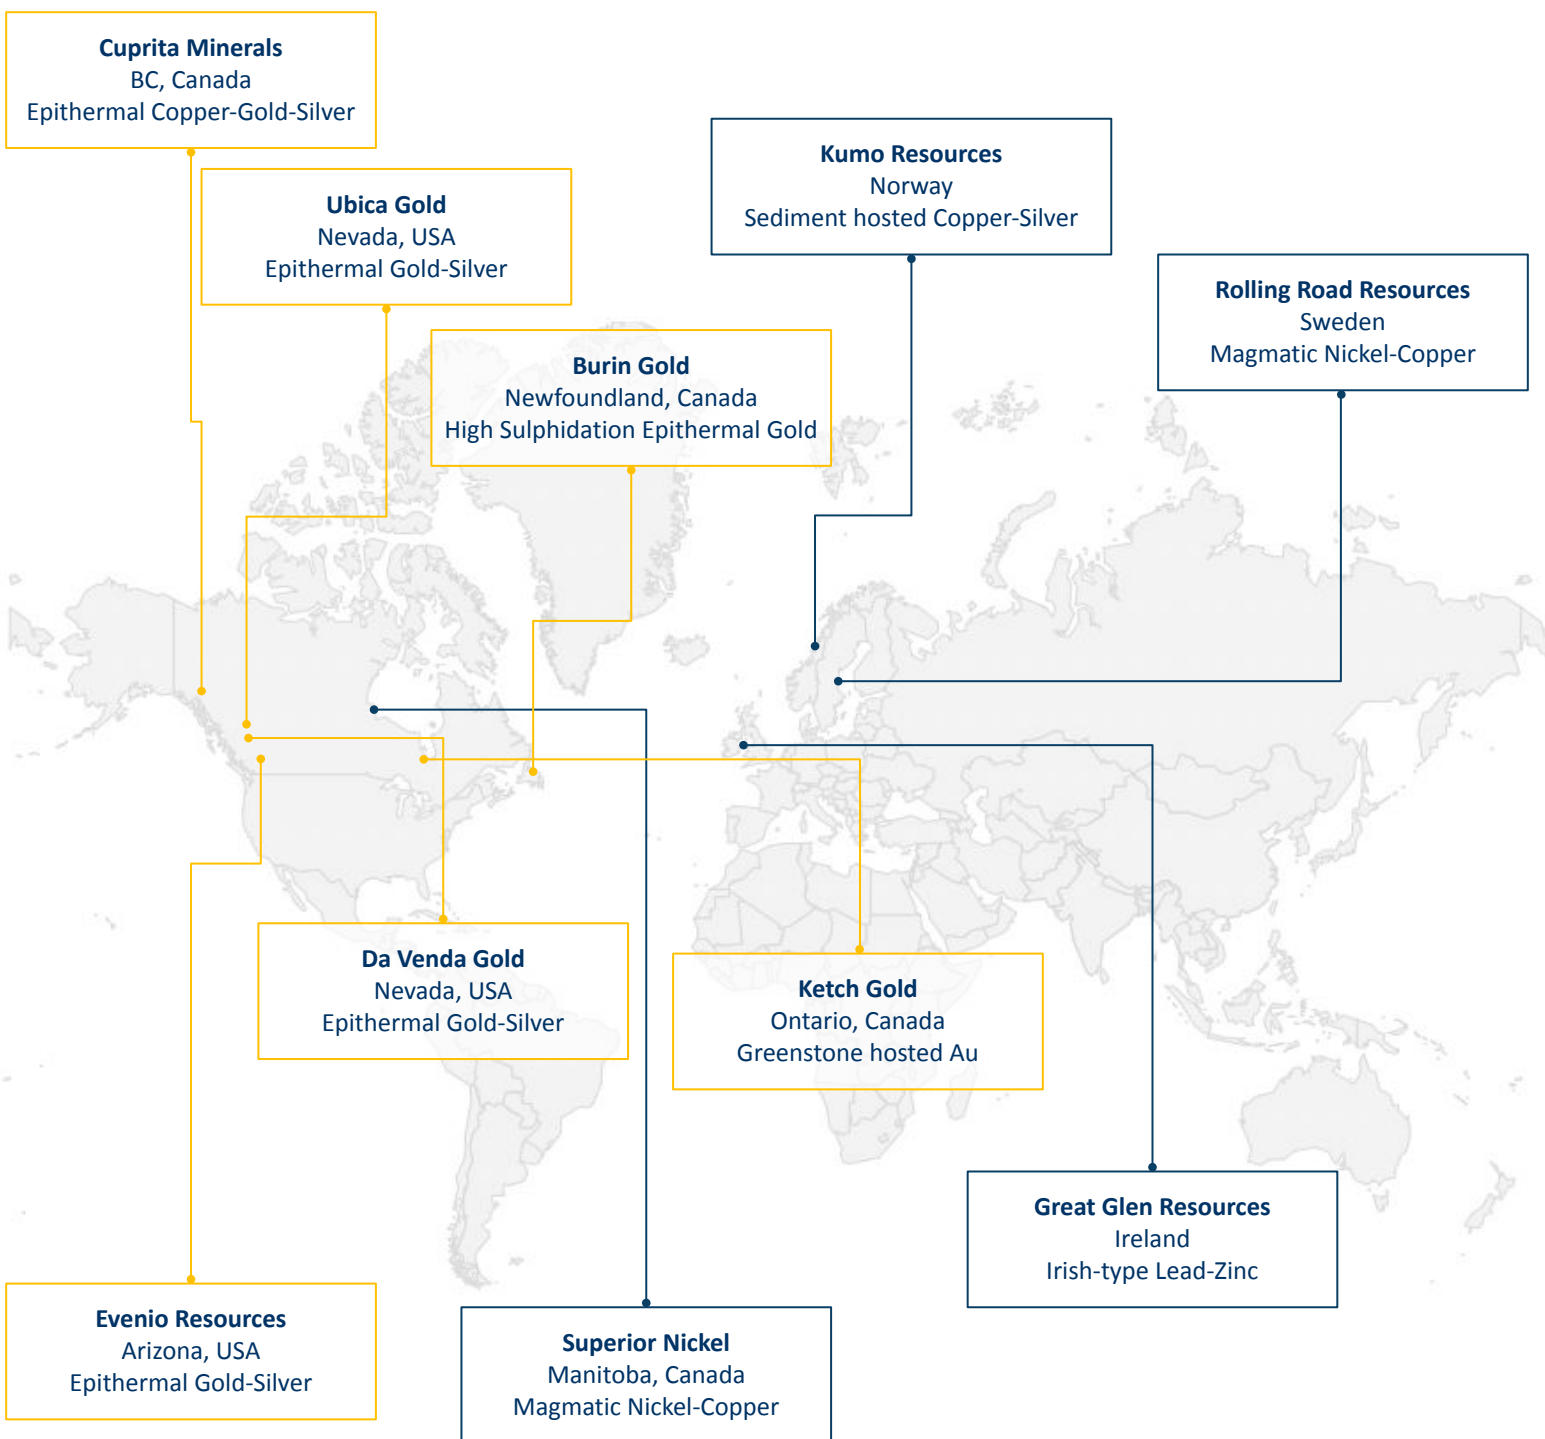 Cuprita Minerals
BC, Canada
Epithermal Copper-Gold-Silver
Ubica Gold
Nevada, USA
Epithermal Gold-Silver
Burin Gold
Newfoundland, Canada
High Sulphidation Epithermal Gold
Kumo Resources
Norway
Sediment hosted Copper-Silver
Rolling Road Resources
Sweden
Magmatic Nickel-Copper
Da Venda Gold
Nevada, USA
Epithermal Gold-Silver
Ketch Gold
Ontario, Canada
Greenstone hosted Au
Great Glen Resources
Ireland
Irish-type Lead-Zinc
Evenio Resources
Arizona, USA
Epithermal Gold-Silver
Superior Nickel
Manitoba, Canada
Magmatic Nickel-Copper